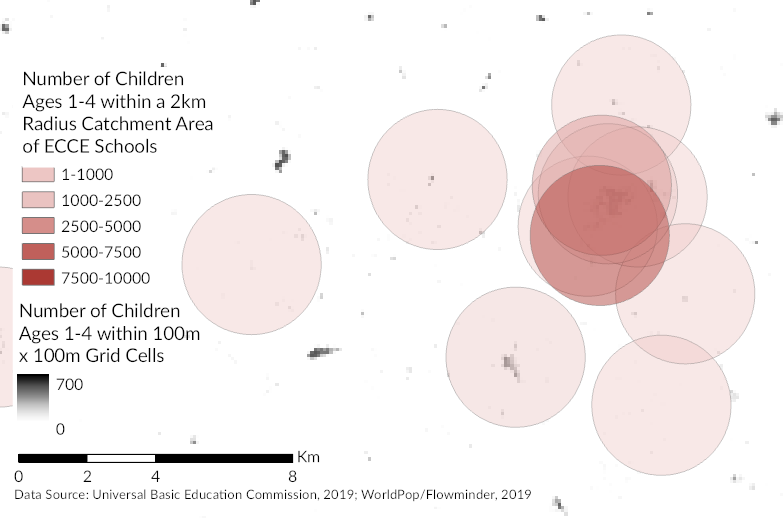 Number of Children
Ages 1-4 within a 2km
Radius Catchment Area
of ECCE Schools
1-1000
1000-2500
2500-5000
5000-7500
7500-10000
Number of Children
Ages 1-4 within 100m
x 100m Grid Cells
700
0
Km
0 2 4 8
Data Source: Universal Basic Education Commission, 2019; WorldPop/Flowminder, 2019